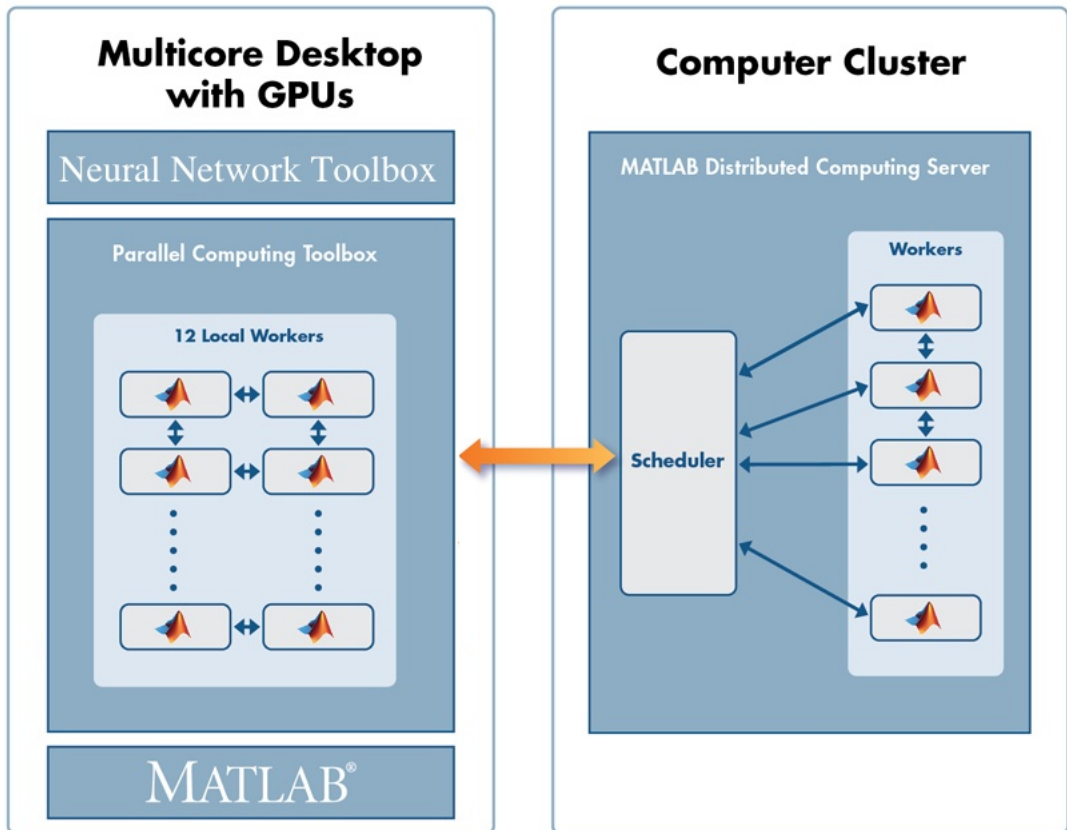 Multicore Desktop
with GPUs
Neural Network Toolbox
Parallel Computing Toolbox
12 Local Workers
MATLAB®
Computer Cluster
MATLAB Distributed Computing Server
Workers
Scheduler